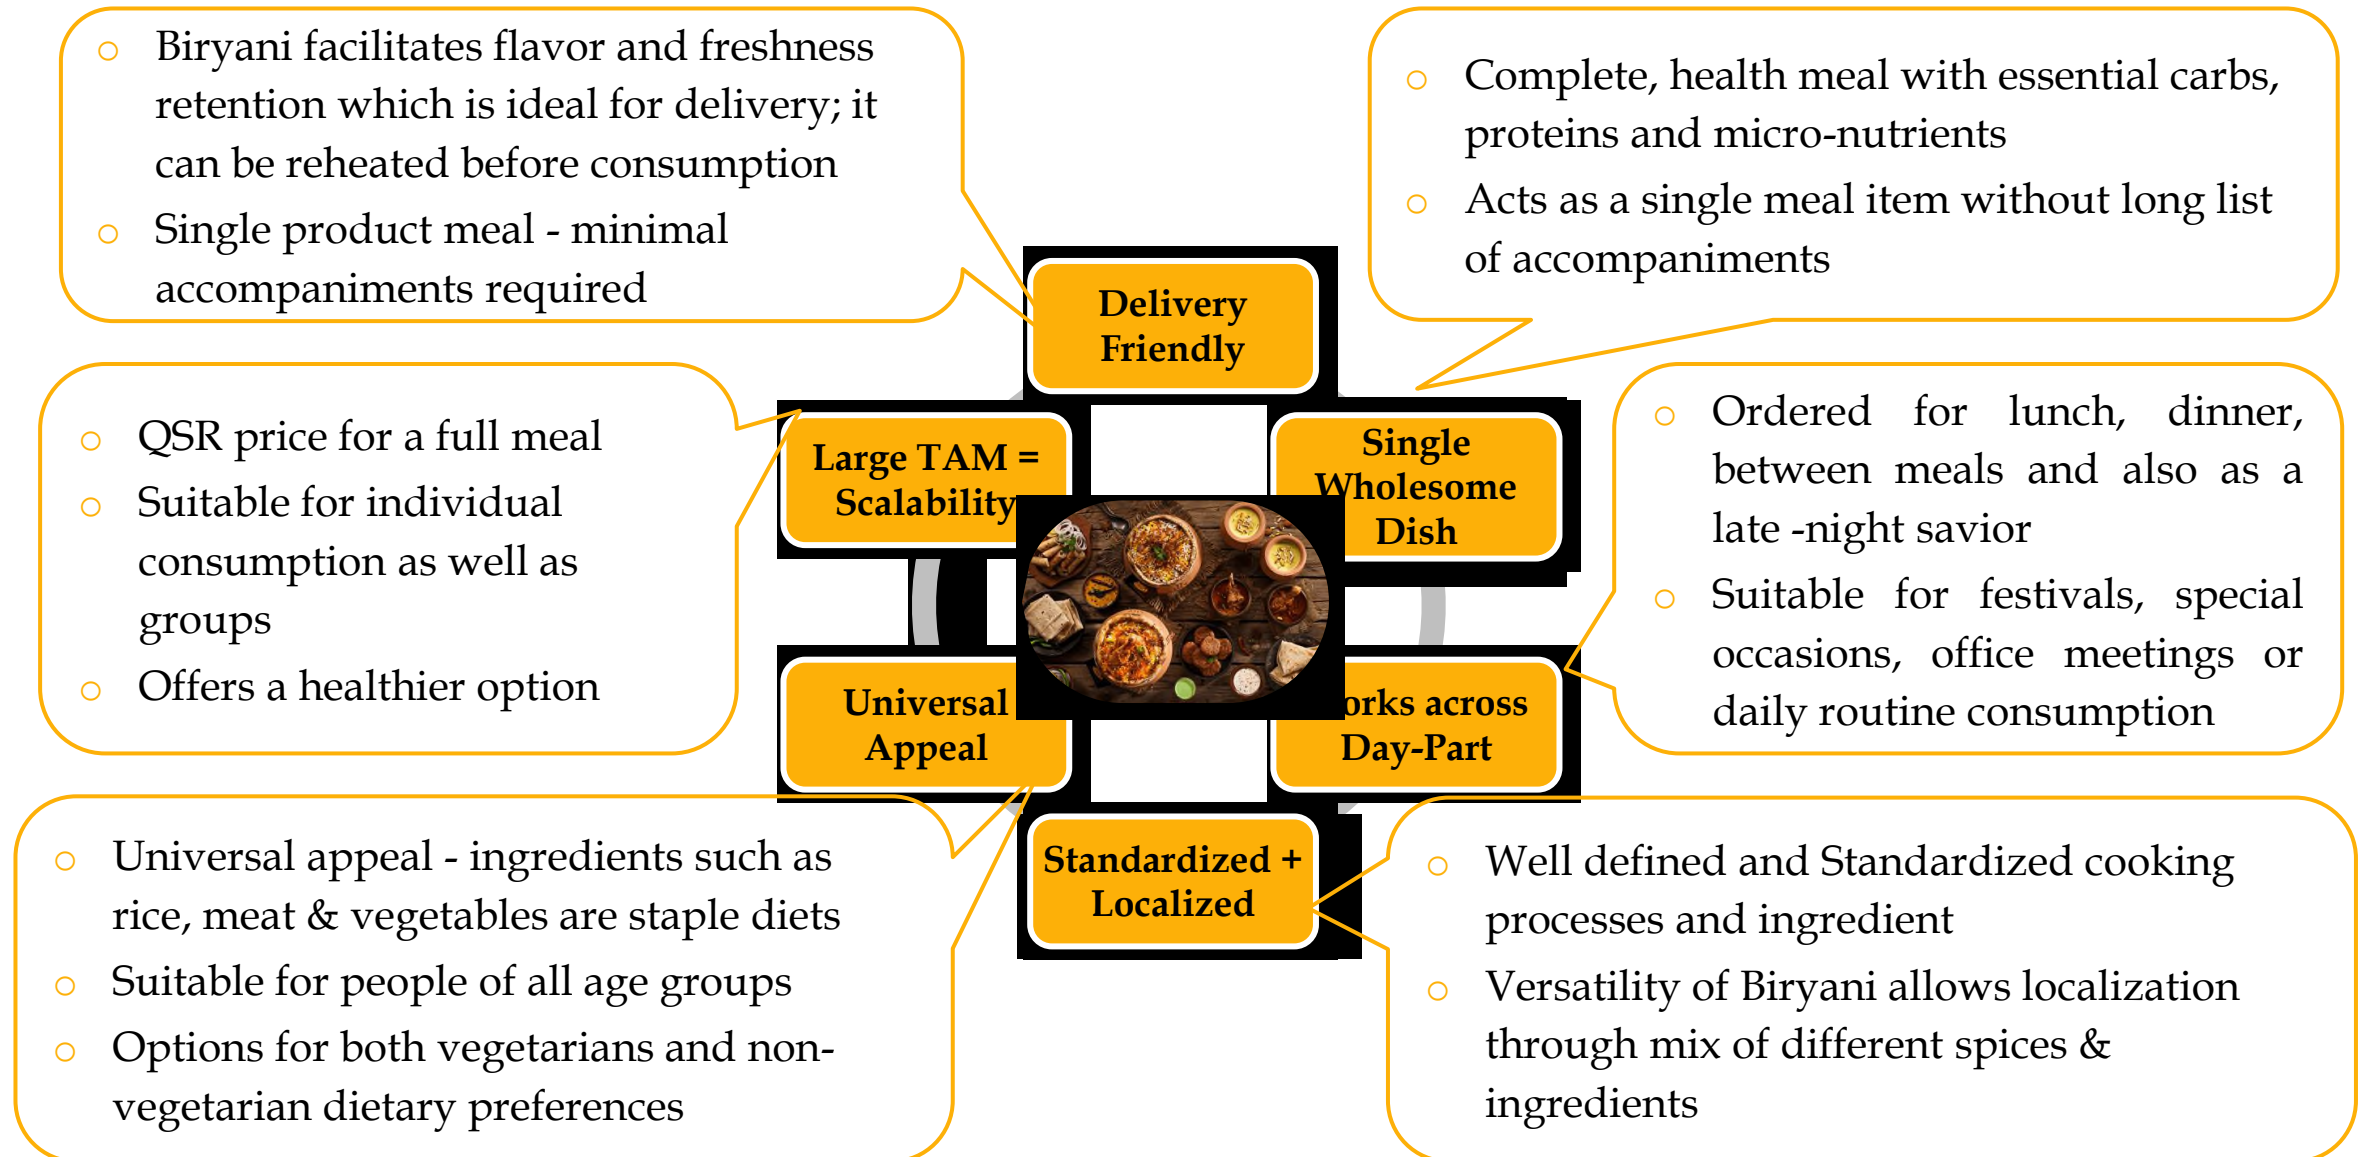 Biryani facilitates flavor and freshness
retention which is ideal for delivery; it
can be reheated before consumption
Single product meal - minimal
accompaniments required
Complete, health meal with essential carbs,
proteins and micro-nutrients
Acts as a single meal item without long list
of accompaniments
Delivery
Friendly
QSR price for a full meal
Suitable for individual
consumption as well as
groups
Offers a healthier option
Large TAM =
Scalability
Single
Wholesome
Dish
Ordered for lunch, dinner,
between meals and also as a
late -night savior
Suitable for festivals, special
occasions, office meetings or
daily routine consumption
Universal
Appeal
orks across
Day-Part
Universal appeal - ingredients such as
rice, meat & vegetables are staple diets
Suitable for people of all age groups
Options for both vegetarians and non-
vegetarian dietary preferences
Standardized +
Localized
Well defined and Standardized cooking
processes and ingredient
Versatility of Biryani allows localization
through mix of different spices &
ingredients